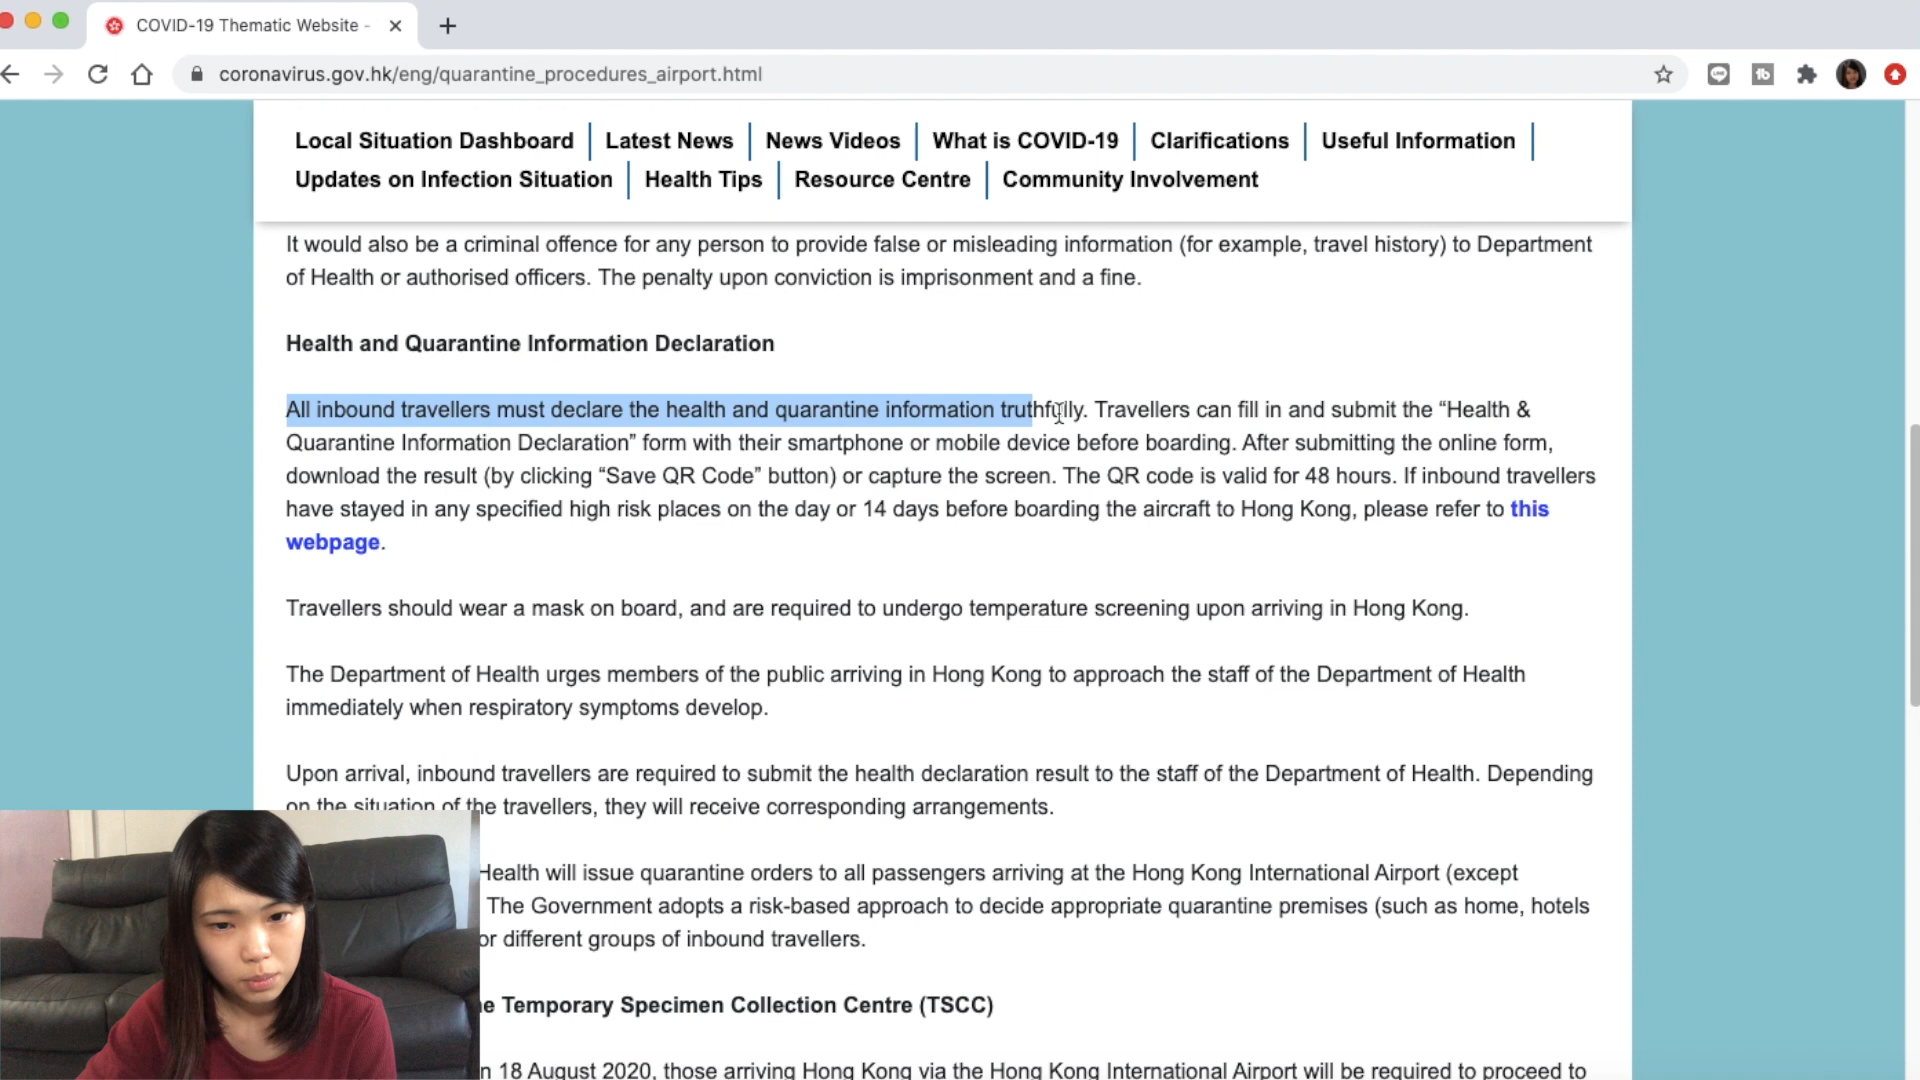 COVID-19 Thematic Website -
coronavirus.gov.hk/eng/quarantine_procedures_airport.html
Local Situation Dashboard Latest News News Videos What is COVID-19 Clarifications Useful Information
Updates on Infection Situation Health Tips Resource Centre Community Involvement
It would also be a criminal offence for any person to provide false or misleading information (for example, travel history) to Department
of Health or authorised officers. The penalty upon conviction is imprisonment and a fine.
Health and Quarantine Information Declaration
All inbound travellers must declare the health and quarantine information truthfully. Travellers can fill in and submit the “Health &
Quarantine Information Declaration” form with their smartphone or mobile device before boarding. After submitting the online form,
download the result (by clicking “Save QR Code” button) or capture the screen. The QR code is valid for 48 hours. If inbound travellers
have stayed in any specified high risk places on the day or 14 days before boarding the aircraft to Hong Kong, please refer to this
webpage.
Travellers should wear a mask on board, and are required to undergo temperature screening upon arriving in Hong Kong.
The Department of Health urges members of the public arriving in Hong Kong to approach the staff of the Department of Health
immediately when respiratory symptoms develop.
Upon arrival, inbound travellers are required to submit the health declaration result to the staff of the Department of Health. Depending
on the situation of the travellers, they will receive corresponding arrangements.
Health will issue quarantine orders to all passengers arriving at the Hong Kong International Airport (except
The Government adopts a risk-based approach to decide appropriate quarantine premises (such as home, hotels
or different groups of inbound travellers.
e Temporary Specimen Collection Centre (TSCC)
n 18 August 2020, those arriving Hong Kong via the Hong Kong International Airport will be required to proceed to